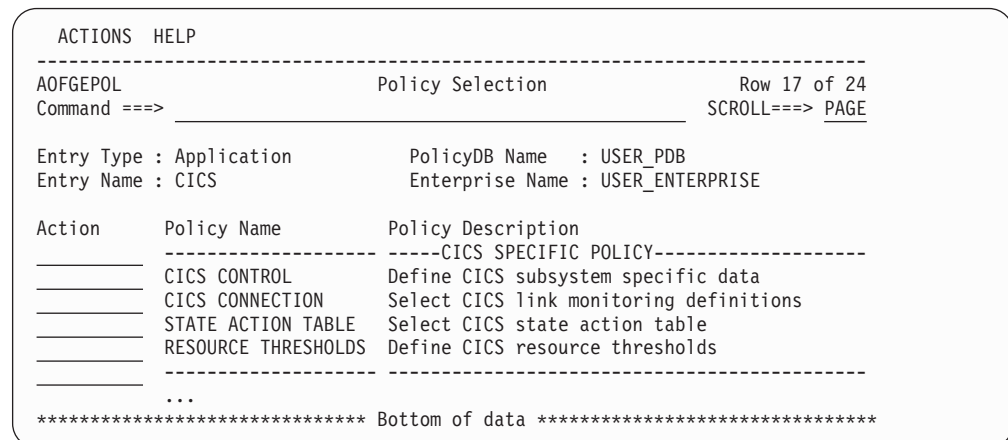 ACTIONS HELP
-------------------------------------------------------------------------------
AOFGEPOL Policy Selection Row 17 of 24
Command ===> SCROLL===> PAGE
Entry Type : Application PolicyDB Name : USER_PDB
Entry Name : CICS Enterprise Name : USER_ENTERPRISE
Action Policy Name Policy Description
-------------------- -----CICS SPECIFIC POLICY--------------------
CICS CONTROL Define CICS subsystem specific data
CICS CONNECTION Select CICS link monitoring definitions
STATE ACTION TABLE Select CICS state action table
RESOURCE THRESHOLDS Define CICS resource thresholds
-------------------- ---------------------------------------------
...
******************************* Bottom of data ********************************